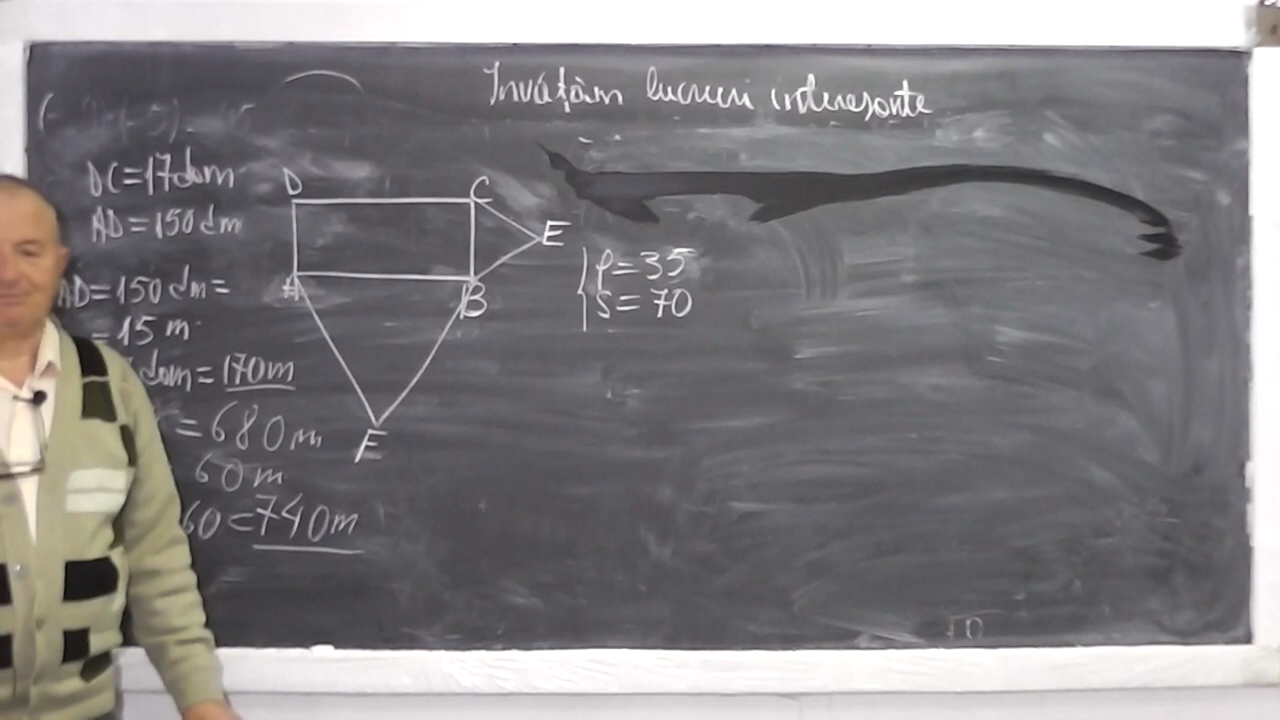 Învățăm lucruri interesante
DC=17dam
AD=150dm
D
C
E
A
B
F
AD=150dm=
=15m
dam=170m
=680m
60m
60=740m
P=35
S=70